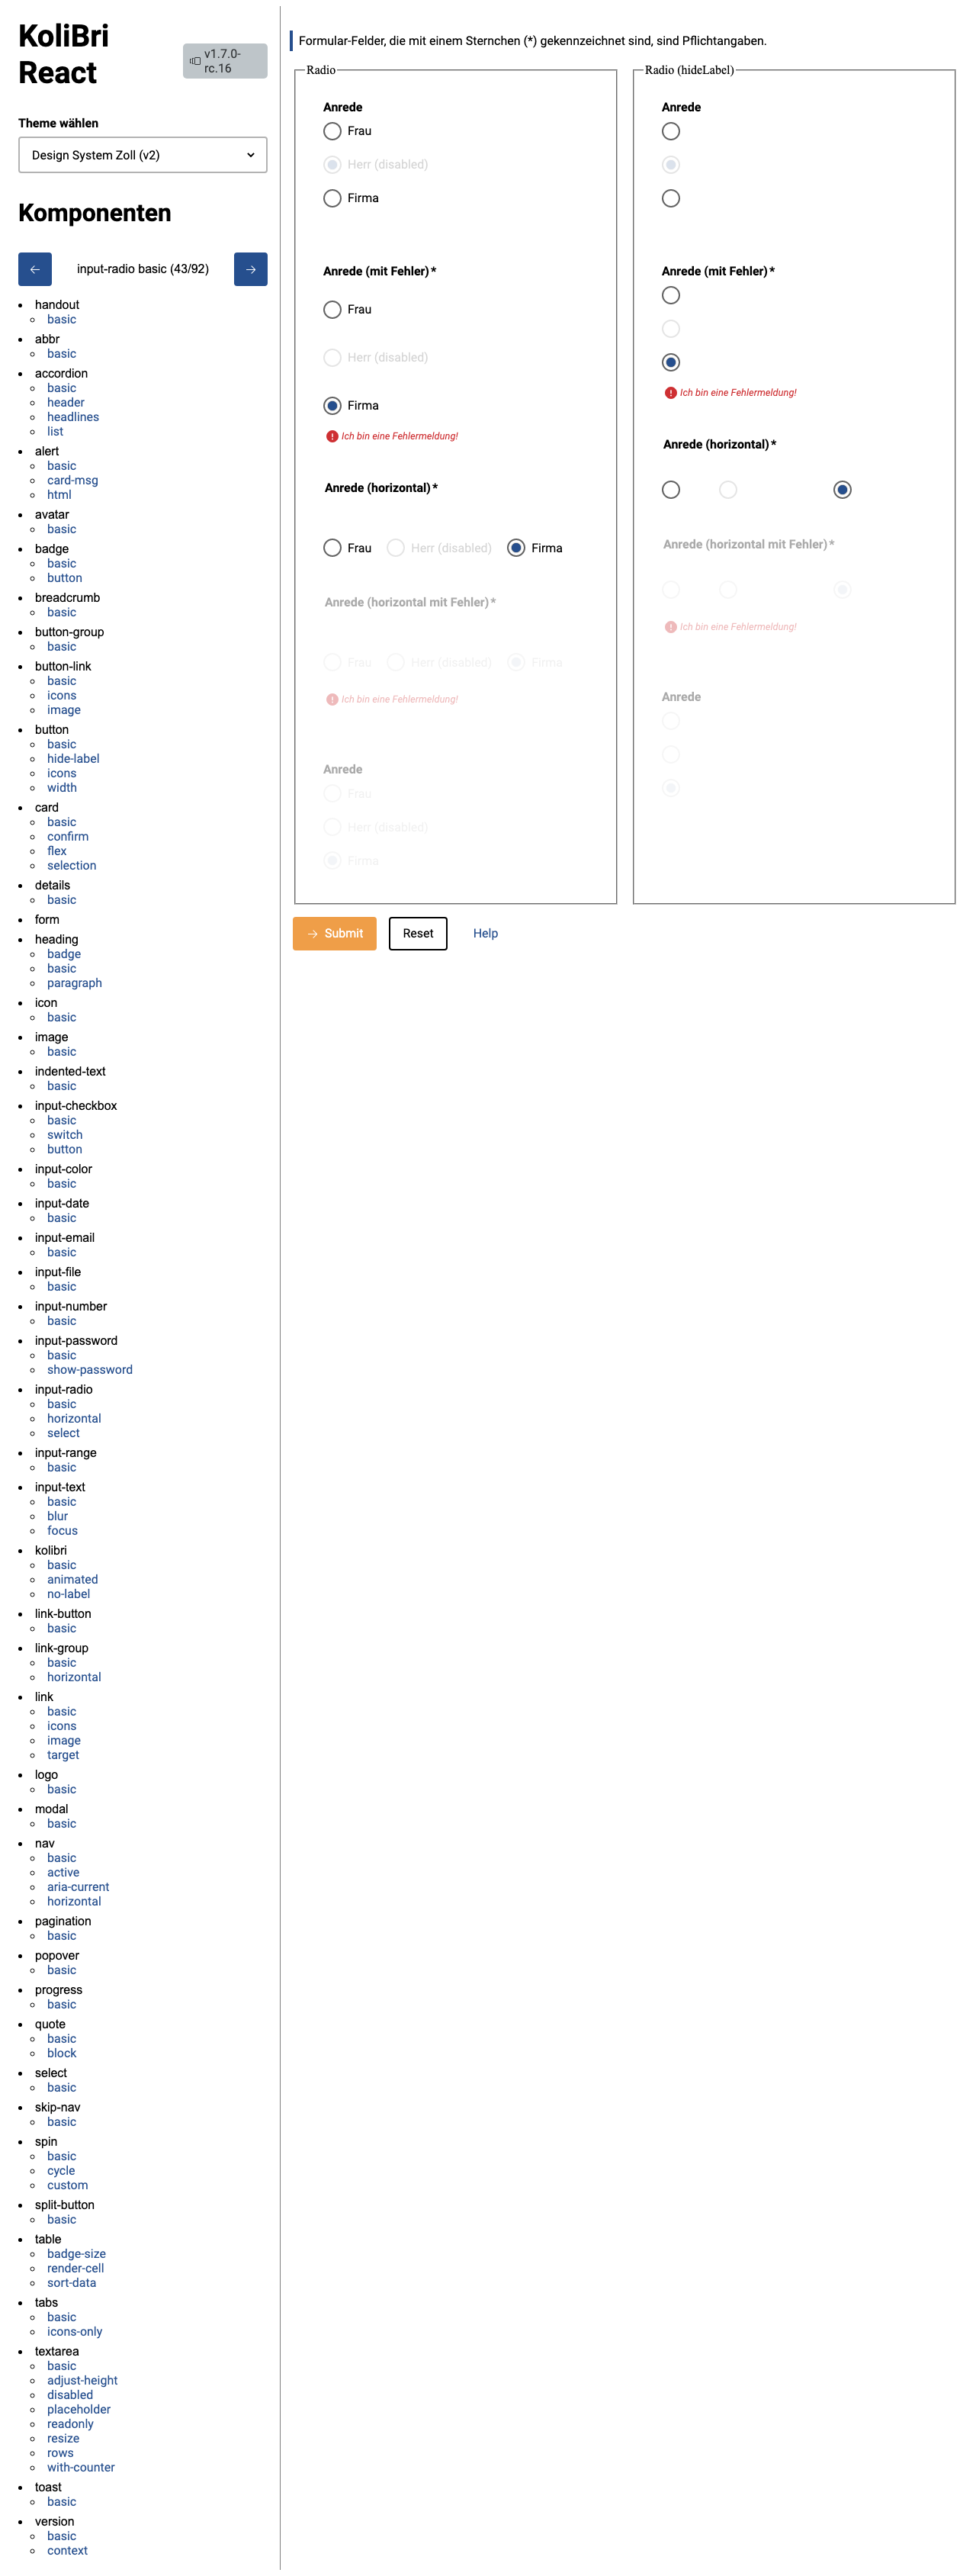 KoliBri
React
v1.7.0-
rc.16
Theme wählen
Design System Zoll (v2)
Komponenten
← input-radio basic (43/92) →
handout
basic
abbr
basic
accordion
basic
header
headlines
list
alert
basic
card-msg
html
avatar
basic
badge
basic
button
breadcrumb
basic
button-group
basic
button-link
basic
icons
image
button
basic
hide-label
icons
width
card
basic
confirm
flex
selection
details
basic
form
heading
badge
basic
paragraph
icon
basic
image
basic
indented-text
basic
input-checkbox
basic
switch
button
input-color
basic
input-date
basic
input-email
basic
input-file
basic
input-number
basic
input-password
basic
show-password
input-radio
basic
horizontal
select
input-range
basic
input-text
basic
blur
focus
kolibri
basic
animated
no-label
link-button
basic
link-group
basic
horizontal
link
basic
icons
image
target
logo
basic
modal
basic
nav
basic
active
aria-current
horizontal
pagination
basic
popover
basic
progress
basic
quote
basic
block
select
basic
skip-nav
basic
spin
basic
cycle
custom
split-button
basic
table
badge-size
render-cell
sort-data
tabs
basic
icons-only
textarea
basic
adjust-height
disabled
placeholder
readonly
resize
rows
with-counter
toast
basic
version
basic
context
Formular-Felder, die mit einem Sternchen (*) gekennzeichnet sind, sind Pflichtangaben.
Radio
Anrede
Frau
Herr (disabled)
Firma
Anrede (mit Fehler)*
Frau
Herr (disabled)
Firma
Ich bin eine Fehlermeldung!
Anrede (horizontal)*
Frau Herr (disabled) Firma
Anrede (horizontal mit Fehler)*
Frau Herr (disabled) Firma
Ich bin eine Fehlermeldung!
Anrede
Frau
Herr (disabled)
Firma
Radio (hideLabel)
Anrede
Anrede (mit Fehler)*
Ich bin eine Fehlermeldung!
Anrede (horizontal)*
Anrede (horizontal mit Fehler)*
Ich bin eine Fehlermeldung!
Anrede
→ Submit Reset Help